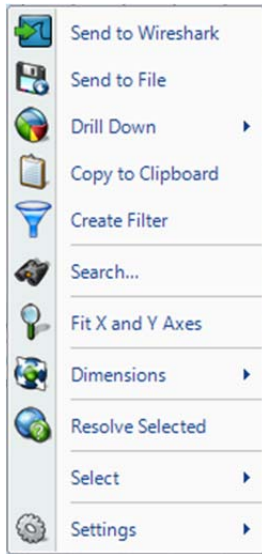 Send to Wireshark
Send to File
Drill Down
Copy to Clipboard
Create Filter
Search...
Fit X and Y Axes
Dimensions
Resolve Selected
Select
Settings